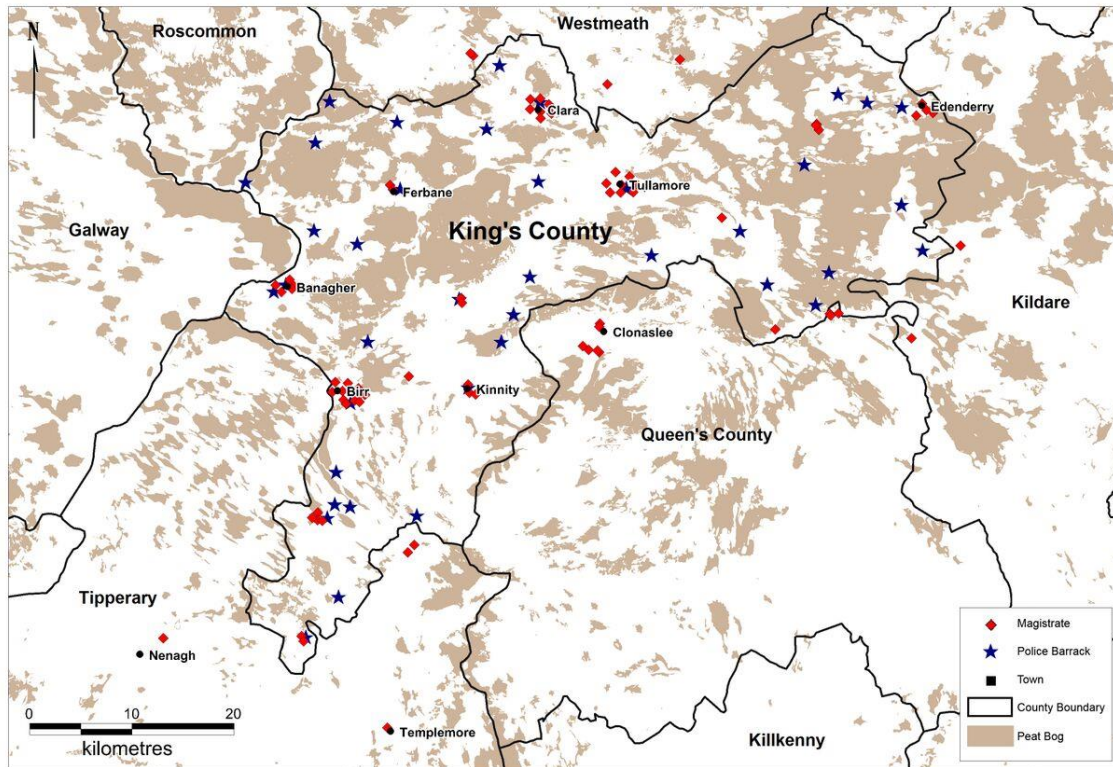 Westmeath
Roscommon
N
Clara
Edenderry
Ferbane
Tullamore
Galway
King's County
Banagher
Kildare
Clonaslee
Birr
Kinnity
Queen's County
Tipperary
Nenagh
Templemore
Killkenny
Magistrate
Police Barrack
Town
County Boundary
Peat Bog
0 10 20
kilometres